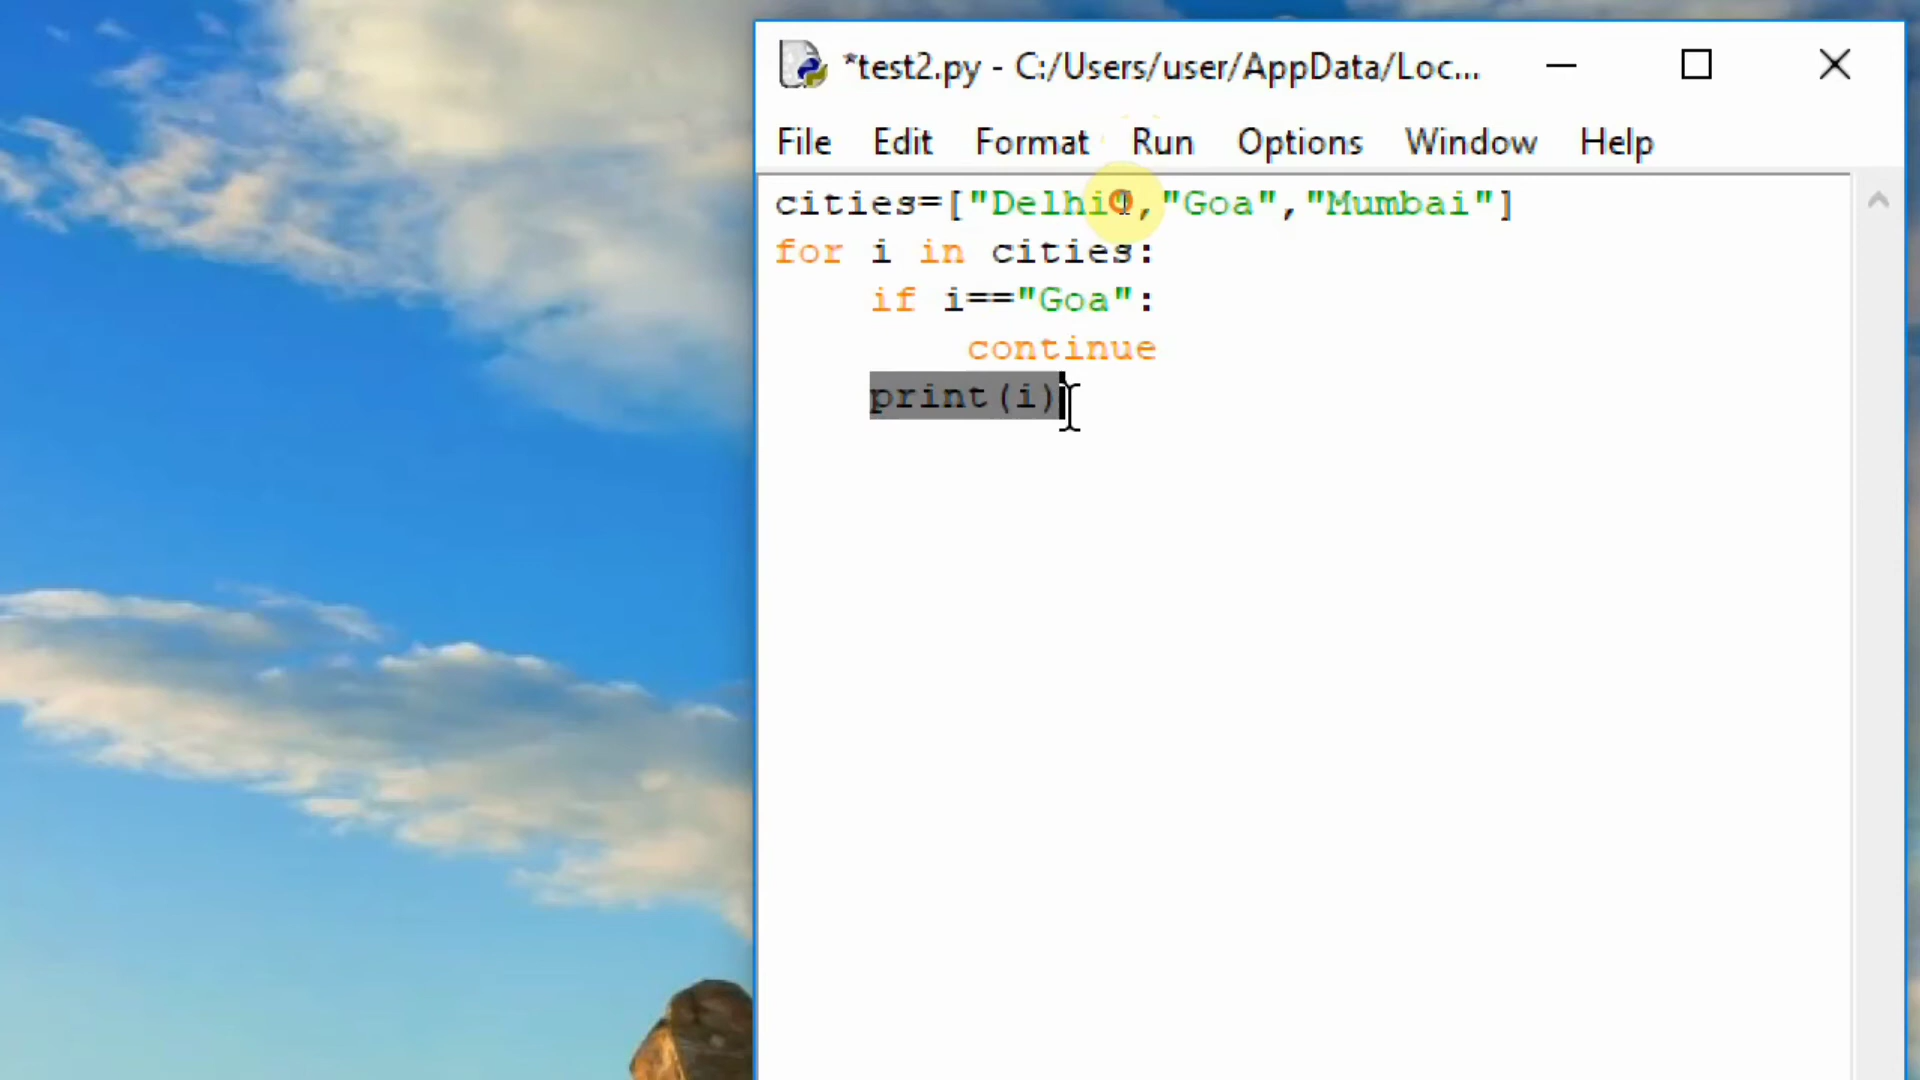 *test2.py - C:/Users/user/AppData/Loc...
File Edit Format Run Options Window Help
cities=["Delhi","Goa","Mumbai"]
for i in cities:
    if i=="Goa":
        continue
    print(i)